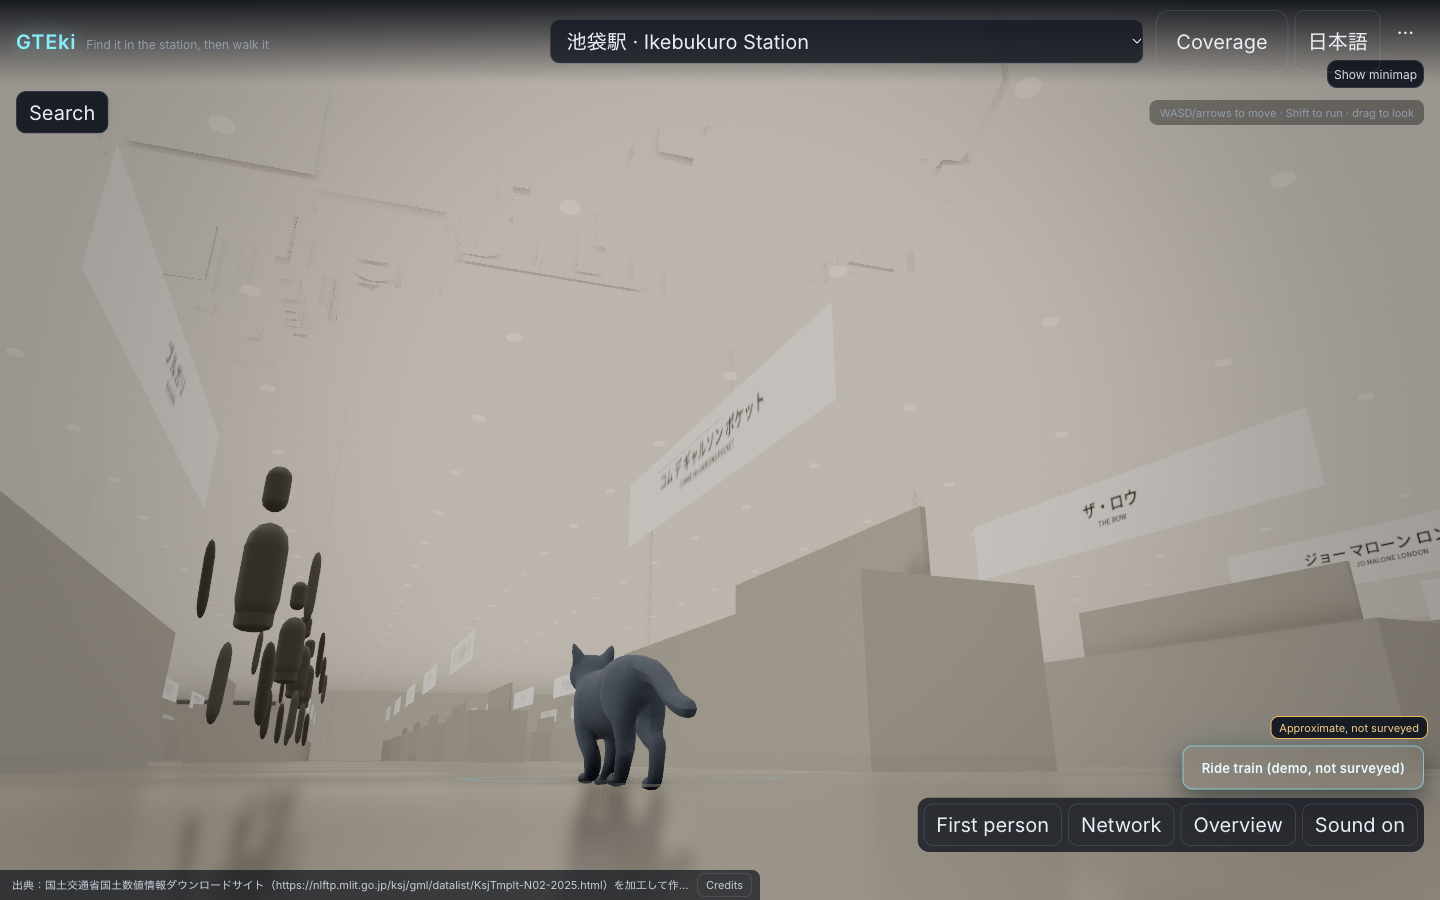 GTEki Find it in the station, then walk it
池袋駅 · Ikebukuro Station
Coverage
日本語
...
Show minimap
Search
WASD/arrows to move · Shift to run · drag to look
コム デ ギャルソン ポケット
COMME des GARCONS POCKET
ザ・ロウ
THE ROW
ジョー マローン ロン
JO MALONE LONDON
Approximate, not surveyed
Ride train (demo, not surveyed)
First person
Network
Overview
Sound on
出典：国土交通省国土数値情報ダウンロードサイト（https://nlftp.mlit.go.jp/ksj/gml/datalist/KsjTmplt-N02-2025.html）を加工して作...
Credits